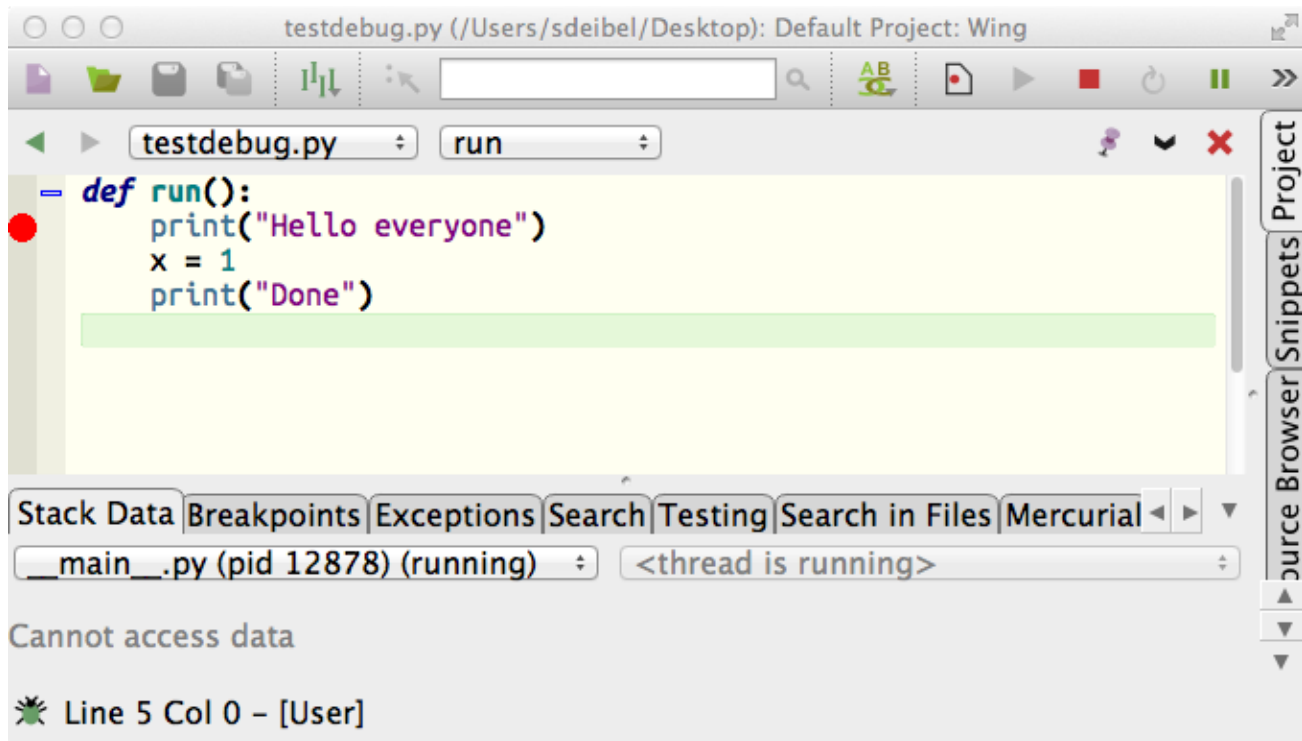 testdebug.py (/Users/sdeibel/Desktop): Default Project: Wing
AB
testdebug.py run
def run():
print("Hello everyone")
x = 1
print("Done")
Stack Data Breakpoints Exceptions Search Testing Search in Files Mercurial
__main__.py (pid 12878) (running) <thread is running>
Cannot access data
Line 5 Col 0 – [User]
Project
Snippets
ource Browser